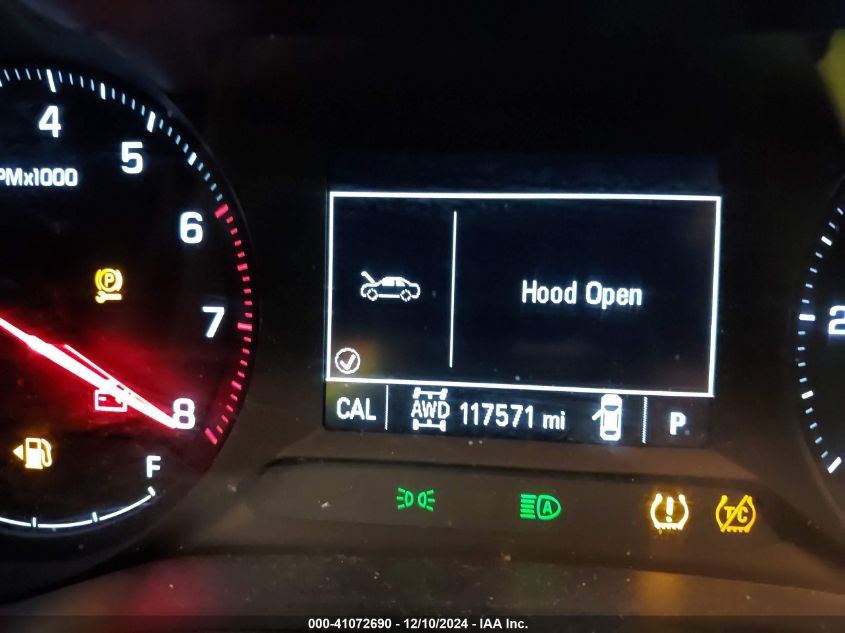 4
5
PMx1000
6
P
7
8
F
Hood Open
CAL
AWD 117571 mi
P
2
A
TC
000-41072690 - 12/10/2024 - IAA Inc.